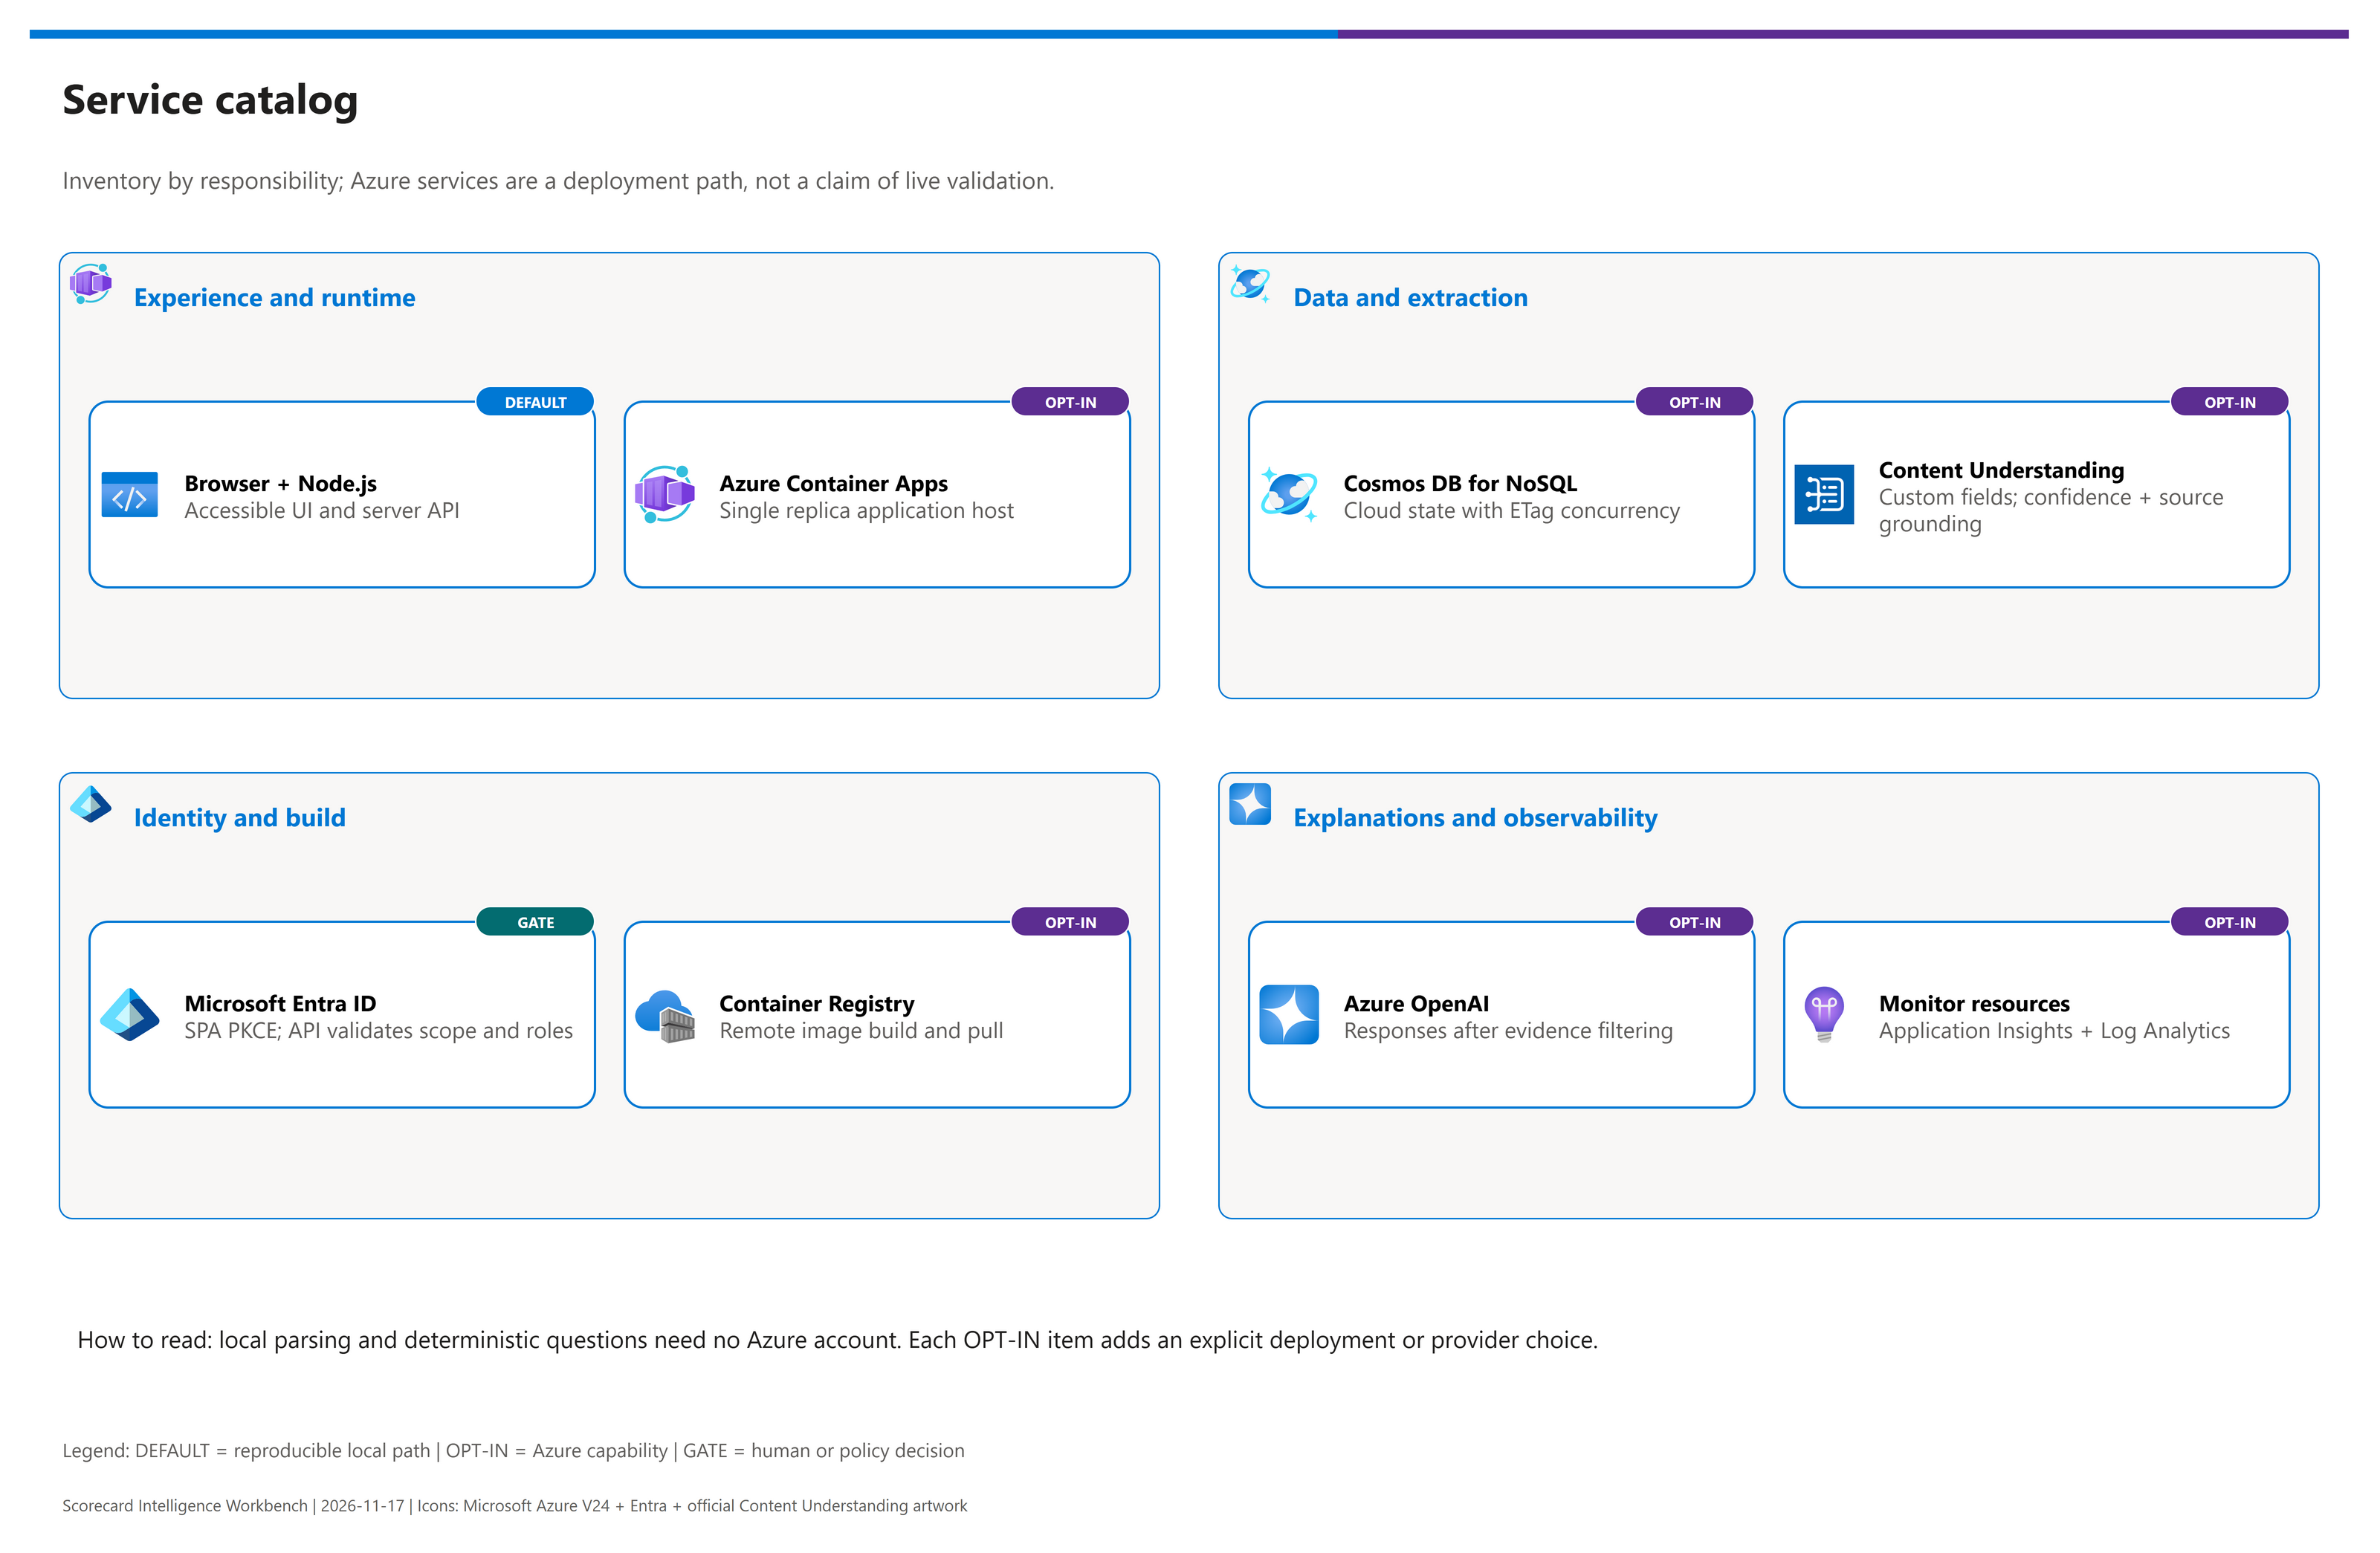 Service catalog
Inventory by responsibility; Azure services are a deployment path, not a claim of live validation.
Experience and runtime
DEFAULT
Browser + Node.js
Accessible UI and server API
OPT-IN
Azure Container Apps
Single replica application host
Data and extraction
OPT-IN
Cosmos DB for NoSQL
Cloud state with ETag concurrency
OPT-IN
Content Understanding
Custom fields; confidence + source
grounding
Identity and build
GATE
Microsoft Entra ID
SPA PKCE; API validates scope and roles
OPT-IN
Container Registry
Remote image build and pull
Explanations and observability
OPT-IN
Azure OpenAI
Responses after evidence filtering
OPT-IN
Monitor resources
Application Insights + Log Analytics
How to read: local parsing and deterministic questions need no Azure account. Each OPT-IN item adds an explicit deployment or provider choice.
Legend: DEFAULT = reproducible local path | OPT-IN = Azure capability | GATE = human or policy decision
Scorecard Intelligence Workbench | 2026-11-17 | Icons: Microsoft Azure V24 + Entra + official Content Understanding artwork